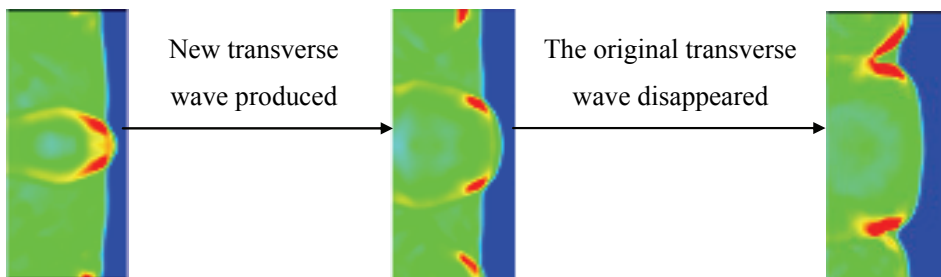 New transverse
wave produced
The original transverse
wave disappeared